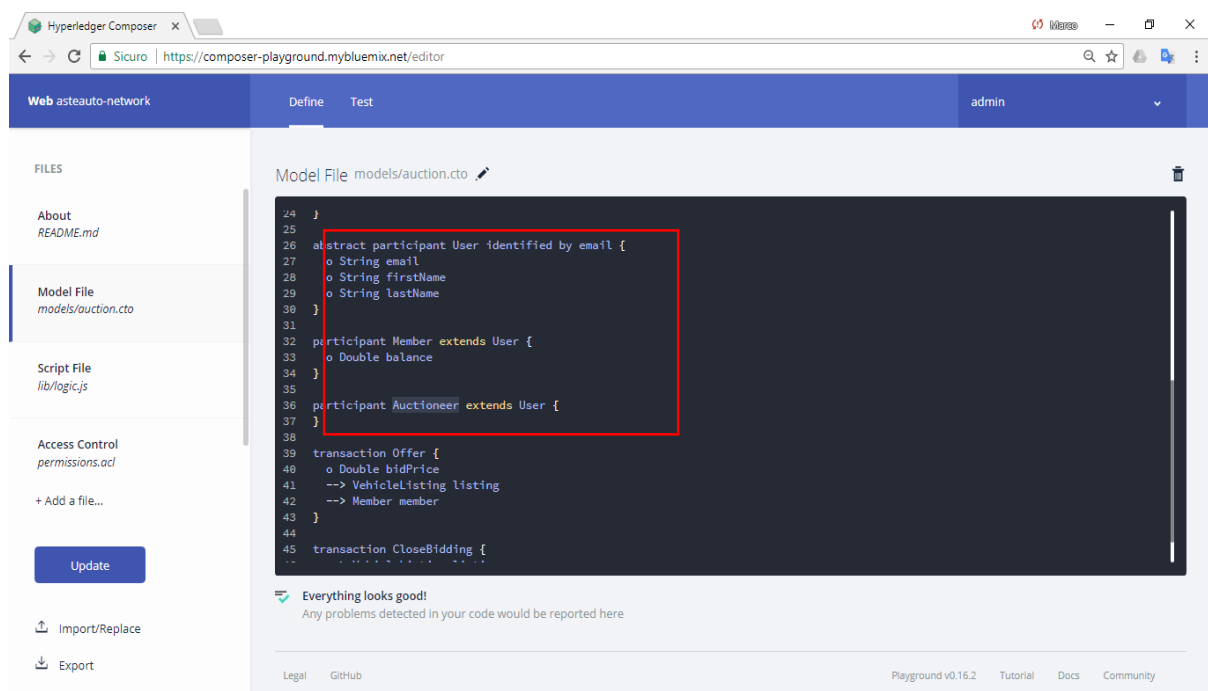 Hyperledger Composer
Marco
Sicuro | https://composer-playground.mybluemix.net/editor
Web asteauto-network
Define
Test
admin
FILES
About
README.md
Model File
models/auction.cto
Script File
lib/logic.js
Access Control
permissions.acl
+ Add a file...
Update
Import/Replace
Export
Model File models/auction.cto
24 }
25
26 abstract participant User identified by email {
27 o String email
28 o String firstName
29 o String lastName
30 }
31
32 participant Member extends User {
33 o Double balance
34 }
35
36 participant Auctioneer extends User {
37 }
38
39 transaction Offer {
40 o Double bidPrice
41 --> VehicleListing listing
42 --> Member member
43 }
44
45 transaction CloseBidding {
Everything looks good!
Any problems detected in your code would be reported here
Legal GitHub Playground v0.16.2 Tutorial Docs Community